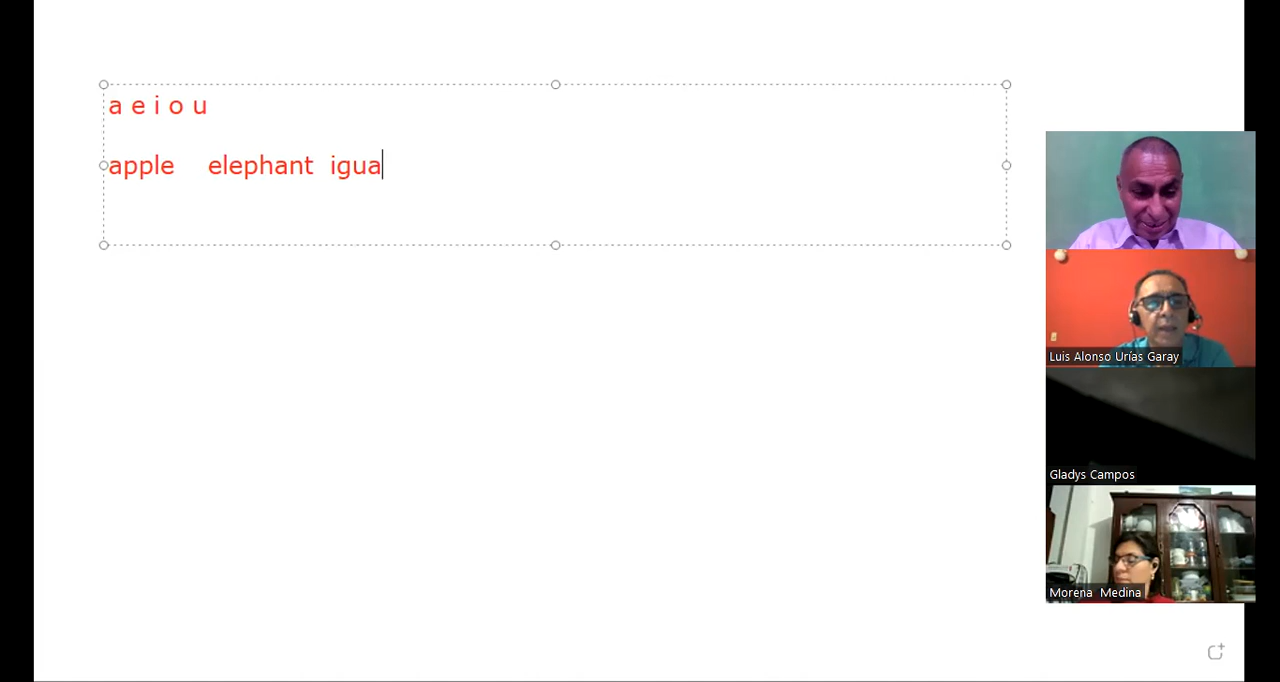 a e i o u
apple elephant igua
Luis Alonso Urías Garay
Gladys Campos
Morena Medina